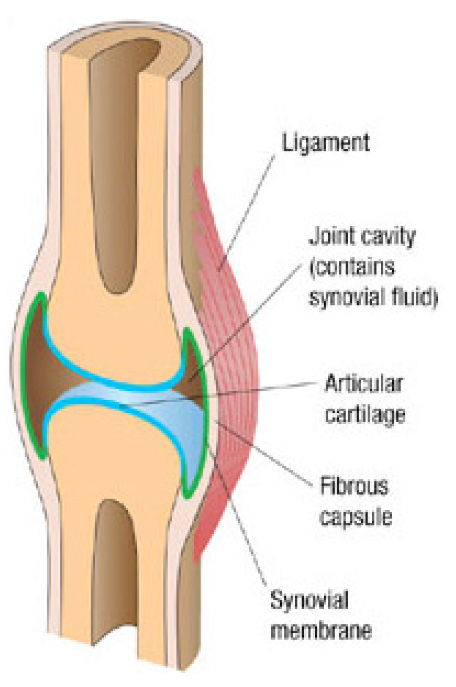 Ligament
Joint cavity
(contains
synovial fluid)
Articular
cartilage
Fibrous
capsule
Synovial
membrane